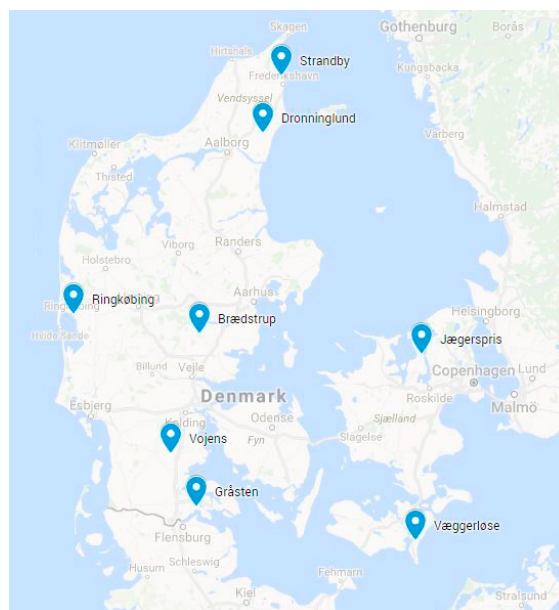 Skagen
Gothenburg
Borås
Hirtshals
Strandby
Frederikshavn
Kungsbacka
Vendsyssel
Dronninglund
Klitmøller
Aalborg
Varberg
Thisted
Halmstad
Viborg
Randers
Holstebro
Ringkøbing
Aarhus
Brædstrup
Helsingborg
Hvide Sande
Jægerspris
Billund
Vejle
Copenhagen
Lund
Denmark
Roskilde
Malmö
Esbjerg
Kolding
Odense
Sjælland
Vojens
Fyn
Slagelse
Gråsten
Væggerløse
Flensburg
Schleswig
Husum
Fehmarn
Kiel
Stralsund